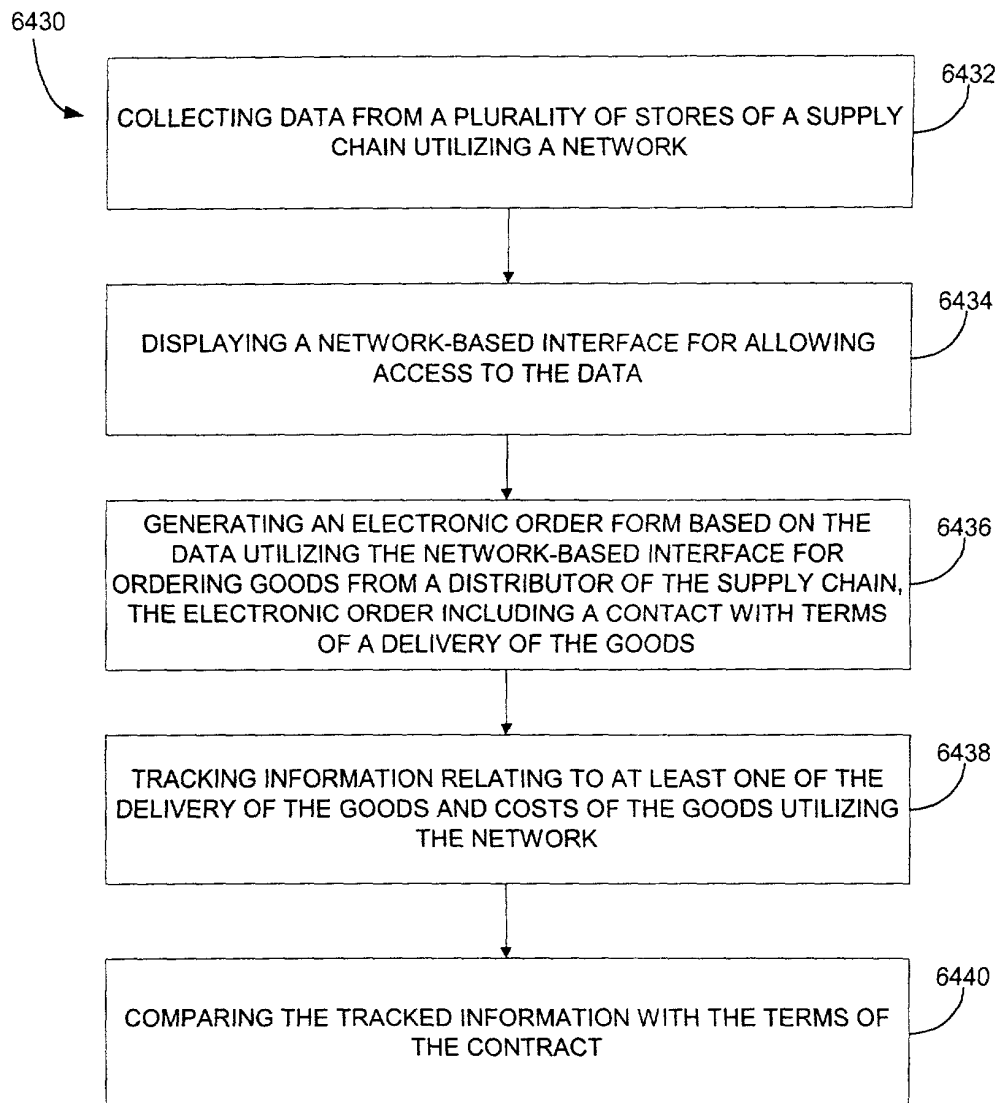 6430
6432
COLLECTING DATA FROM A PLURALITY OF STORES OF A SUPPLY
CHAIN UTILIZING A NETWORK
6434
DISPLAYING A NETWORK-BASED INTERFACE FOR ALLOWING
ACCESS TO THE DATA
6436
GENERATING AN ELECTRONIC ORDER FORM BASED ON THE
DATA UTILIZING THE NETWORK-BASED INTERFACE FOR
ORDERING GOODS FROM A DISTRIBUTOR OF THE SUPPLY CHAIN,
THE ELECTRONIC ORDER INCLUDING A CONTACT WITH TERMS
OF A DELIVERY OF THE GOODS
6438
TRACKING INFORMATION RELATING TO AT LEAST ONE OF THE
DELIVERY OF THE GOODS AND COSTS OF THE GOODS UTILIZING
THE NETWORK
6440
COMPARING THE TRACKED INFORMATION WITH THE TERMS OF
THE CONTRACT